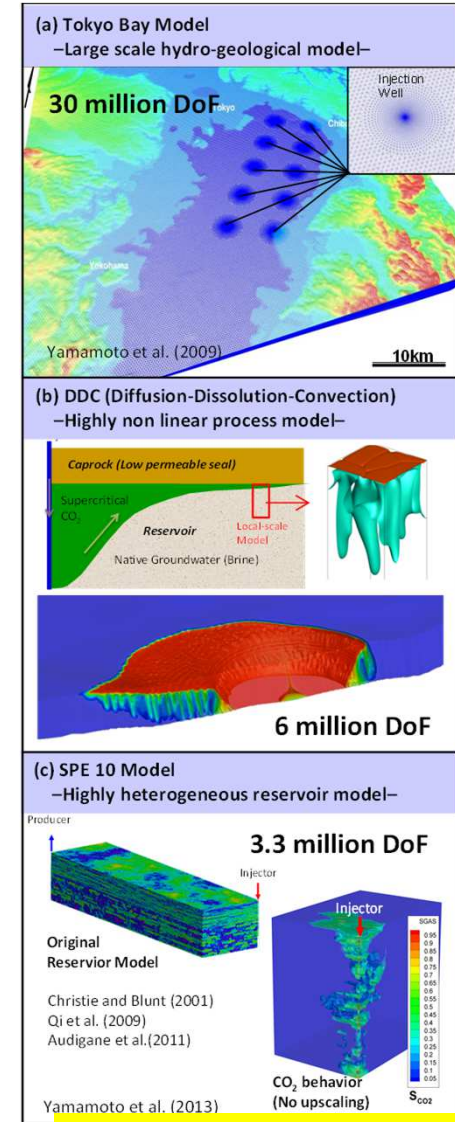 (a) Tokyo Bay Model
–Large scale hydro-geological model–
30 million DoF
Tokyo
Chiba
Injection
Well
Yokohama
Yamamoto et al. (2009)
10km
(b) DDC (Diffusion-Dissolution-Convection)
–Highly non linear process model–
Caprock (Low permeable seal)
Supercritical
CO2
Reservoir
Native Groundwater (Brine)
Local-scale
Model
6 million DoF
(c) SPE 10 Model
–Highly heterogeneous reservoir model–
Producer
3.3 million DoF
Injector
Injector
Original
Reservior Model
Christie and Blunt (2001)
Qi et al. (2009)
Audigane et al.(2011)
SGAS
0.95
0.9
0.85
0.8
0.75
0.7
0.65
0.6
0.55
0.5
0.45
0.4
0.35
0.3
0.25
0.2
0.15
0.1
0.05
SCO2
CO2 behavior
(No upscaling)
Yamamoto et al. (2013)